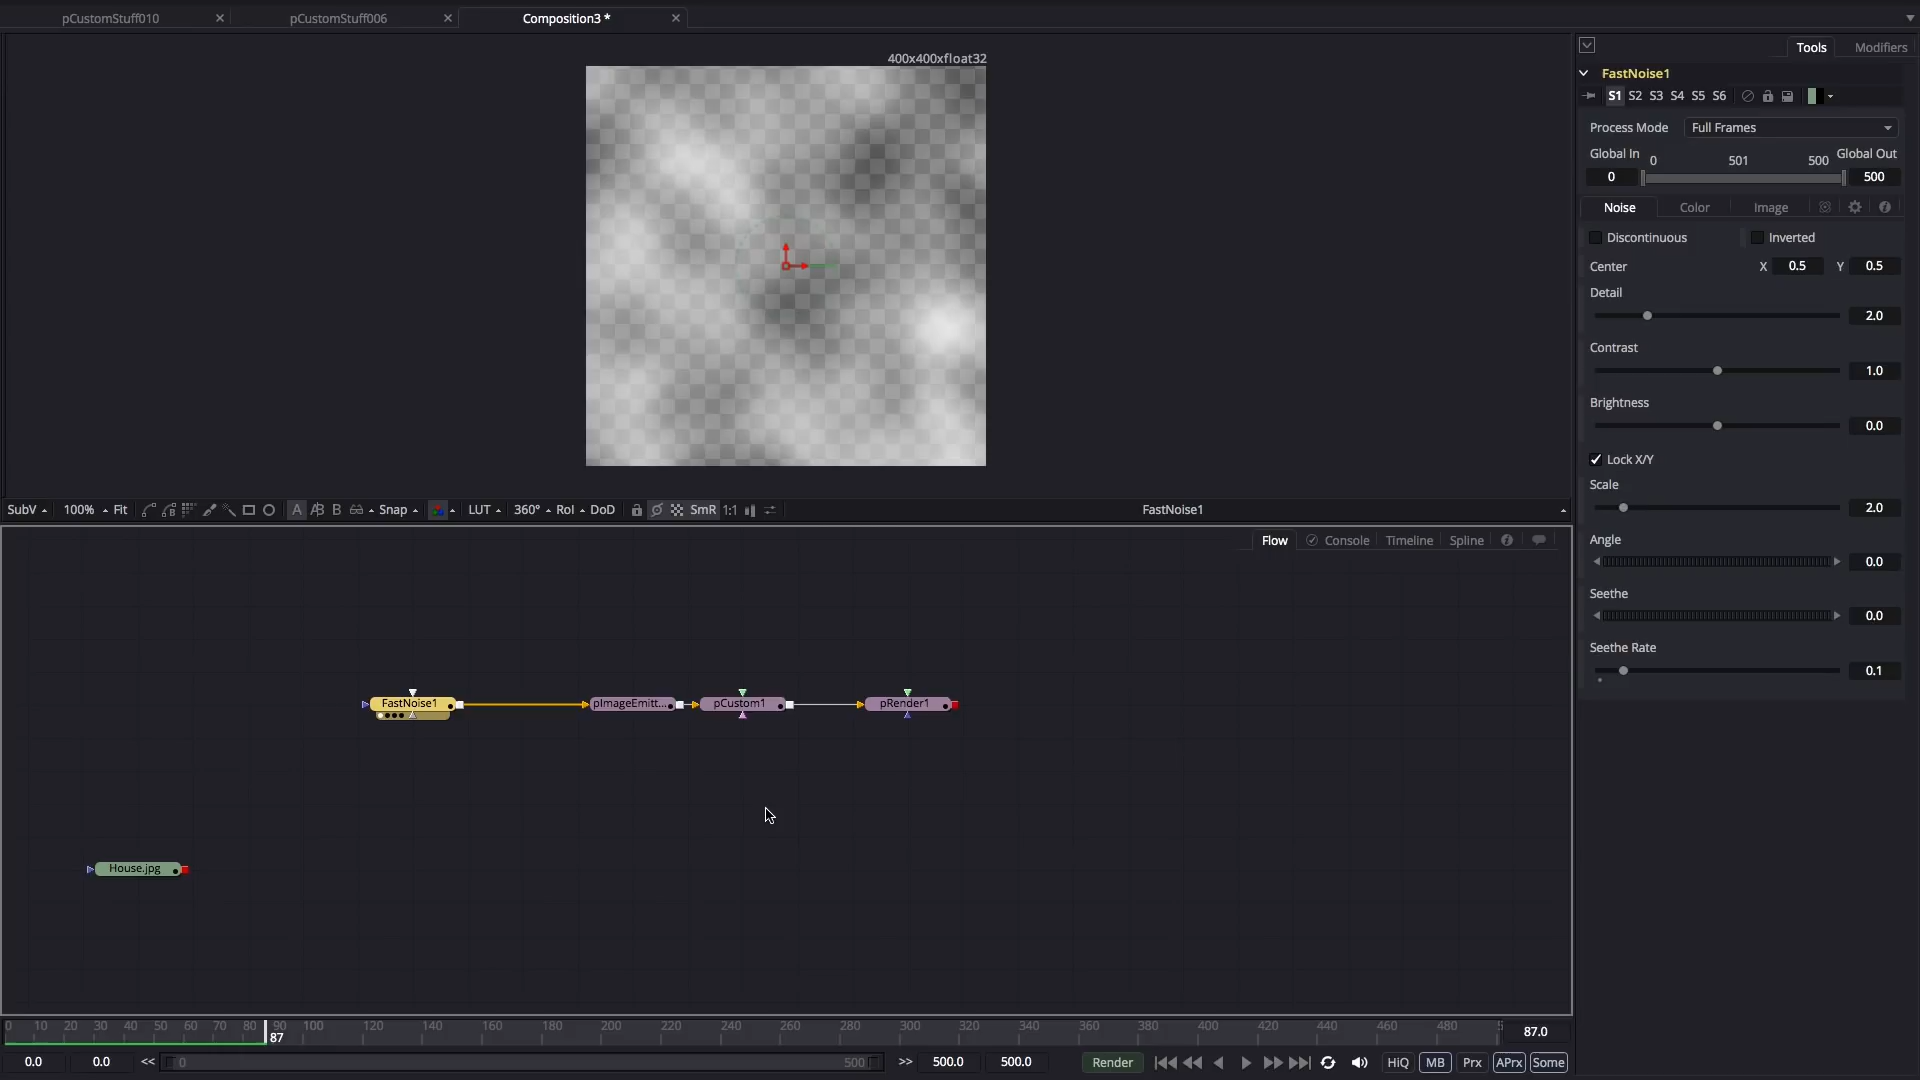 pCustomStuff010
pCustomStuff006
Composition3 *
400x400xfloat32
Tools
Modifiers
FastNoise1
S1 S2 S3 S4 S5 S6
Process Mode
Full Frames
Global In
0
501
500
Global Out
0
500
Noise
Color
Image
Discontinuous
Inverted
Center
X
0.5
Y
0.5
Detail
2.0
Contrast
1.0
Brightness
0.0
Lock X/Y
Scale
2.0
Angle
0.0
Seethe
0.0
Seethe Rate
0.1
SubV
100%
Fit
A
B
Snap
LUT
360°
RoI
DoD
SmR
1:1
FastNoise1
Flow
Console
Timeline
Spline
FastNoise1
pImageEmitt...
pCustom1
pRender1
House.jpg
0 10 20 30 40 50 60 70 80 90 100 120 140 160 180 200 220 240 260 280 300 320 340 360 380 400 420 440 460 480
87
87.0
0.0
0.0
<<
0
500
>>
500.0
500.0
Render
HiQ
MB
Prx
APrx
Some